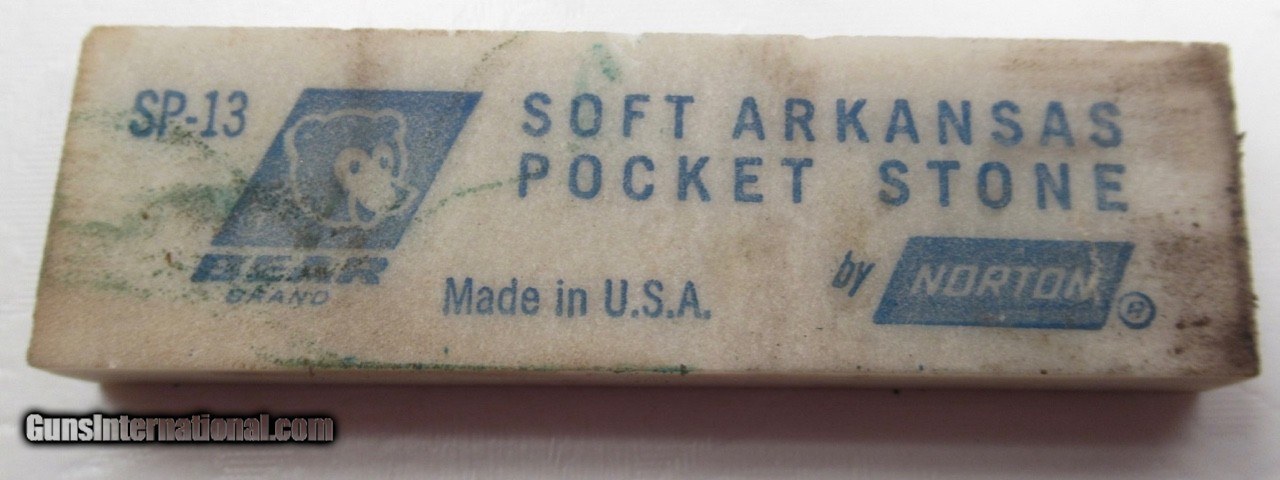 SP-13
SOFT ARKANSAS
POCKET STONE
BEAR
BRAND
Made in U.S.A.
by NORTON ®
GunsInternational.com